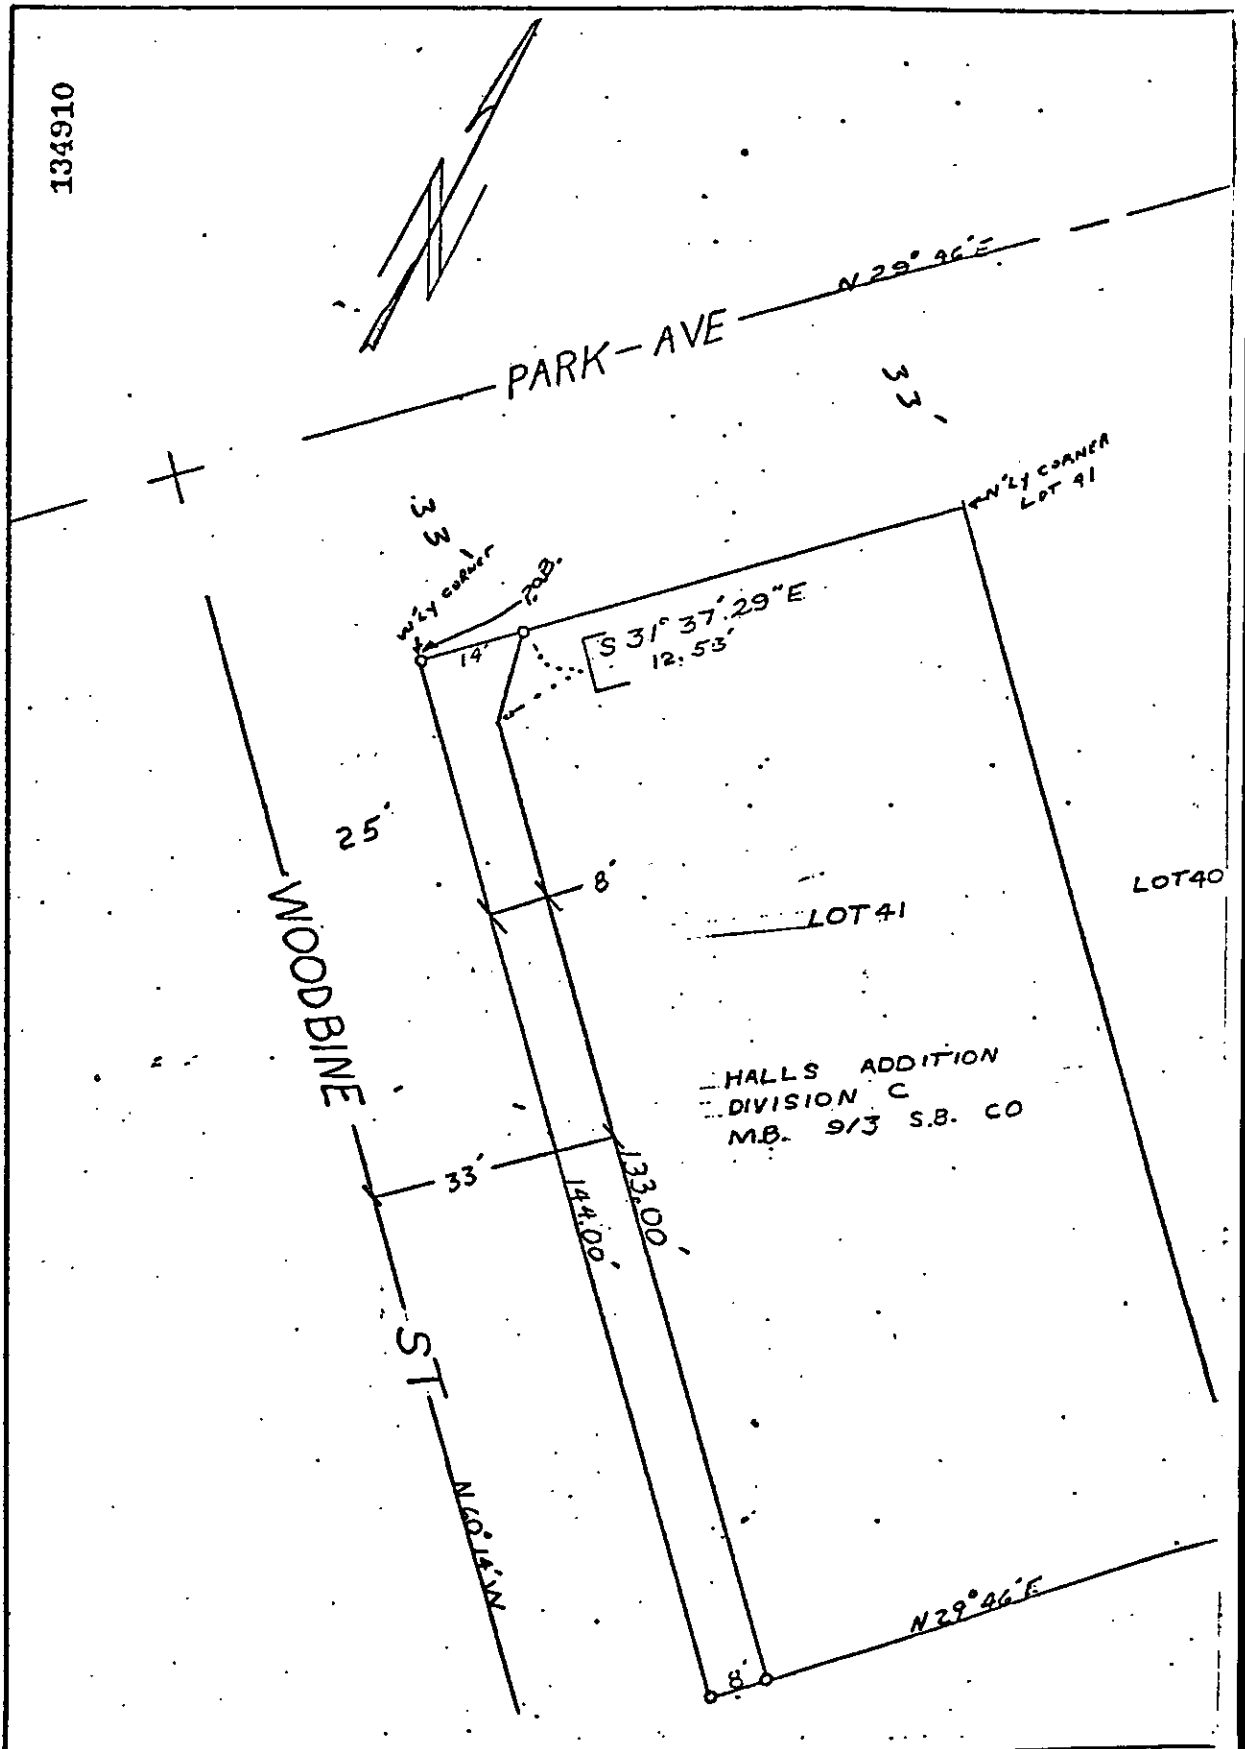 134910
N 29° 46' E
PARK - AVE
33'
33'
N'LY CORNER
LOT 41
W'LY CORNER
P.O.B.
14'
S 31° 37' 29" E
12.53'
25'
8'
LOT 40
LOT 41
WOODBINE ST
HALLS ADDITION
DIVISION C
M.B. 9/3 S.B. CO
33'
144.00'
133.00'
N 60° 14' W
N 29° 46' E
8'